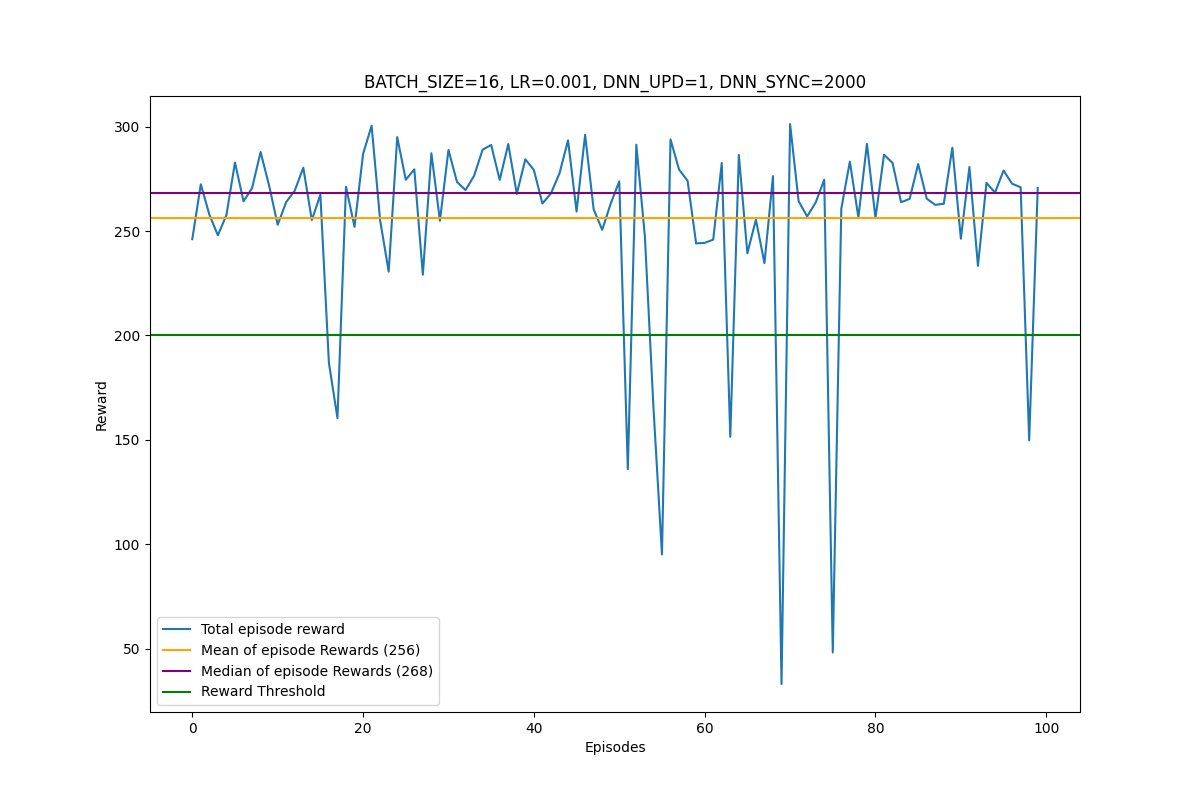 BATCH_SIZE=16, LR=0.001, DNN_UPD=1, DNN_SYNC=2000
300
250
200
150
100
50
Reward
Total episode reward
Mean of episode Rewards (256)
Median of episode Rewards (268)
Reward Threshold
0 20 40 60 80 100
Episodes